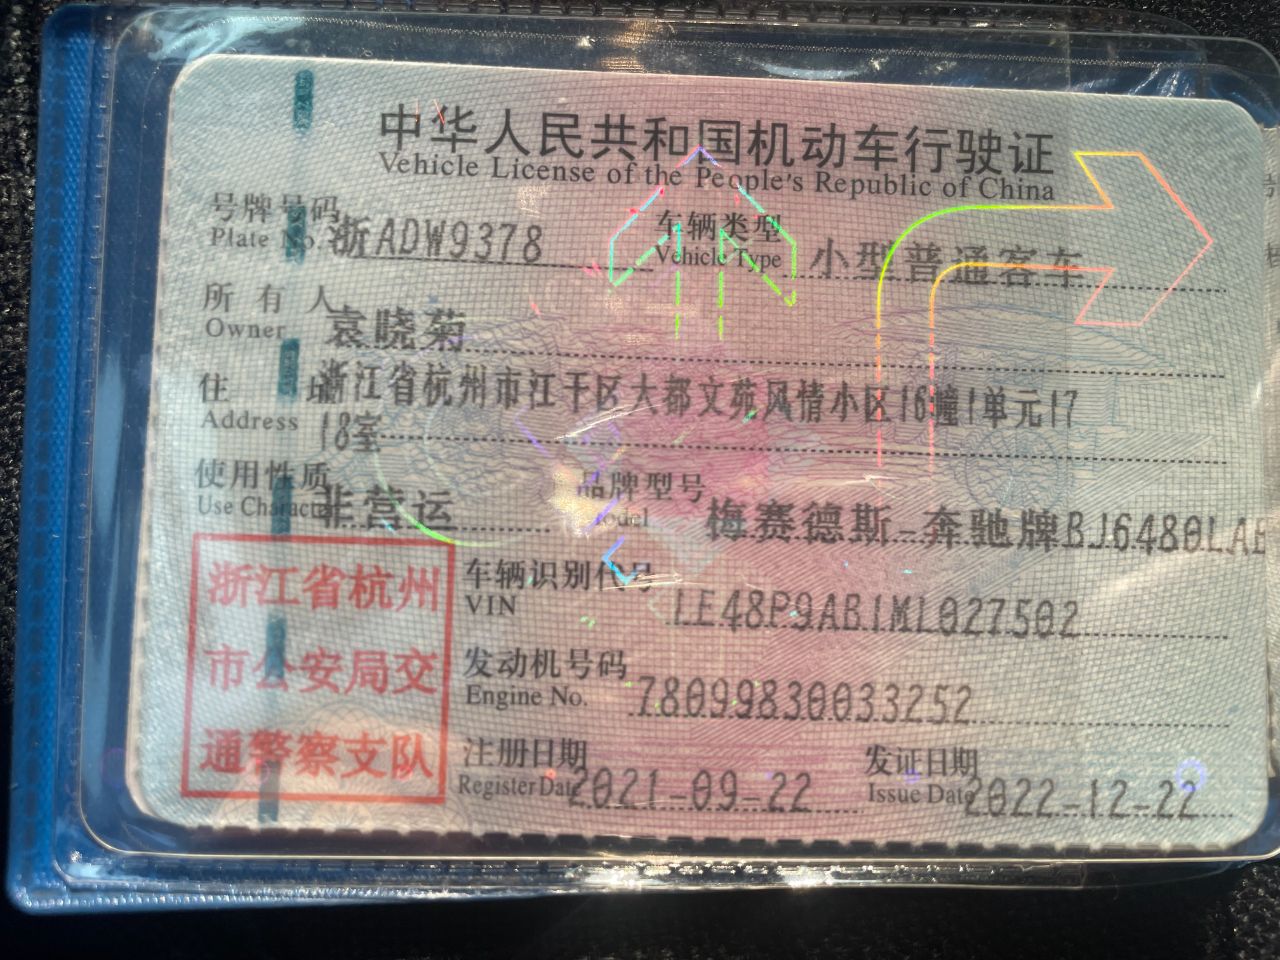 中华人民共和国机动车行驶证
Vehicle License of the People's Republic of China
号牌号码 浙ADW9378 车辆类型 小型普通客车
Plate No. Vehicle Type
所有人 袁晓菊
Owner
住址 浙江省杭州市江干区大都文苑风情小区16幢1单元17
Address 18室
使用性质 非营运 品牌型号 梅赛德斯-奔驰牌BJ6480LAE
Use Character Model
浙江省杭州
市公安局交
通警察支队
车辆识别代号 LE48P9AB1ML027502
VIN
发动机号码 78099830033252
Engine No.
注册日期 2021-09-22 发证日期 2022-12-22
Register Date Issue Date